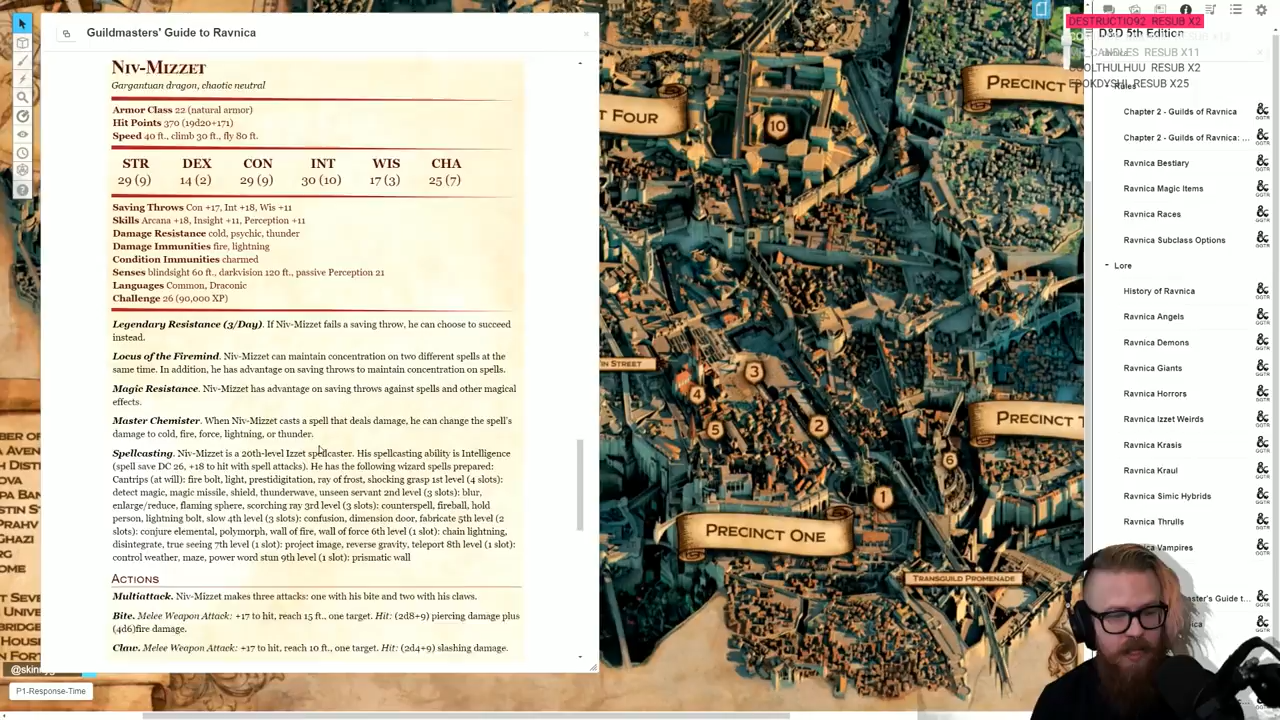 Guildmasters' Guide to Ravnica
×
NIV-MIZZET
Gargantuan dragon, chaotic neutral
Armor Class 22 (natural armor)
Hit Points 370 (19d20+171)
Speed 40 ft., climb 30 ft., fly 80 ft.
STR DEX CON INT WIS CHA
29 (9) 14 (2) 29 (9) 30 (10) 17 (3) 25 (7)
Saving Throws Con +17, Int +18, Wis +11
Skills Arcana +18, Insight +11, Perception +11
Damage Resistance cold, psychic, thunder
Damage Immunities fire, lightning
Condition Immunities charmed
Senses blindsight 60 ft., darkvision 120 ft., passive Perception 21
Languages Common, Draconic
Challenge 26 (90,000 XP)
Legendary Resistance (3/Day). If Niv-Mizzet fails a saving throw, he can choose to succeed
instead.
Locus of the Firemind. Niv-Mizzet can maintain concentration on two different spells at the
same time. In addition, he has advantage on saving throws to maintain concentration on spells.
Magic Resistance. Niv-Mizzet has advantage on saving throws against spells and other magical
effects.
Master Chemister. When Niv-Mizzet casts a spell that deals damage, he can change the spell's
damage to cold, fire, force, lightning, or thunder.
Spellcasting. Niv-Mizzet is a 20th-level Izzet spellcaster. His spellcasting ability is Intelligence
(spell save DC 26, +18 to hit with spell attacks). He has the following wizard spells prepared:
Cantrips (at will): fire bolt, light, prestidigitation, ray of frost, shocking grasp 1st level (4 slots):
detect magic, magic missile, shield, thunderwave, unseen servant 2nd level (3 slots): blur,
enlarge/reduce, flaming sphere, scorching ray 3rd level (3 slots): counterspell, fireball, hold
person, lightning bolt, slow 4th level (3 slots): confusion, dimension door, fabricate 5th level (2
slots): conjure elemental, polymorph, wall of fire, wall of force 6th level (1 slot): chain lightning,
disintegrate, true seeing 7th level (1 slot): project image, reverse gravity, teleport 8th level (1 slot):
control weather, maze, power word stun 9th level (1 slot): prismatic wall
ACTIONS
Multiattack. Niv-Mizzet makes three attacks: one with his bite and two with his claws.
Bite. Melee Weapon Attack: +17 to hit, reach 15 ft., one target. Hit: (2d8+9) piercing damage plus
(4d6)fire damage.
Claw. Melee Weapon Attack: +17 to hit, reach 10 ft., one target. Hit: (2d4+9) slashing damage.
P1-Response-Time
T FOUR
10
PRECINCT
IN STREET
3
4
5
2
PRECINCT
6
1
PRECINCT ONE
TRANSGUILD PROMENADE
DESTRUCTIO92 RESUB X2
D&D 5th Edition
CANDLES RESUB X11
COOLTHULHUU RESUB X2
RESUB X25
Rules
Chapter 2 - Guilds of Ravnica
Chapter 2 - Guilds of Ravnica: ...
Ravnica Bestiary
Ravnica Magic Items
Ravnica Races
Ravnica Subclass Options
Lore
History of Ravnica
Ravnica Angels
Ravnica Demons
Ravnica Giants
Ravnica Horrors
Ravnica Izzet Weirds
Ravnica Krasis
Ravnica Kraul
Ravnica Simic Hybrids
Ravnica Thrulls
Vampires